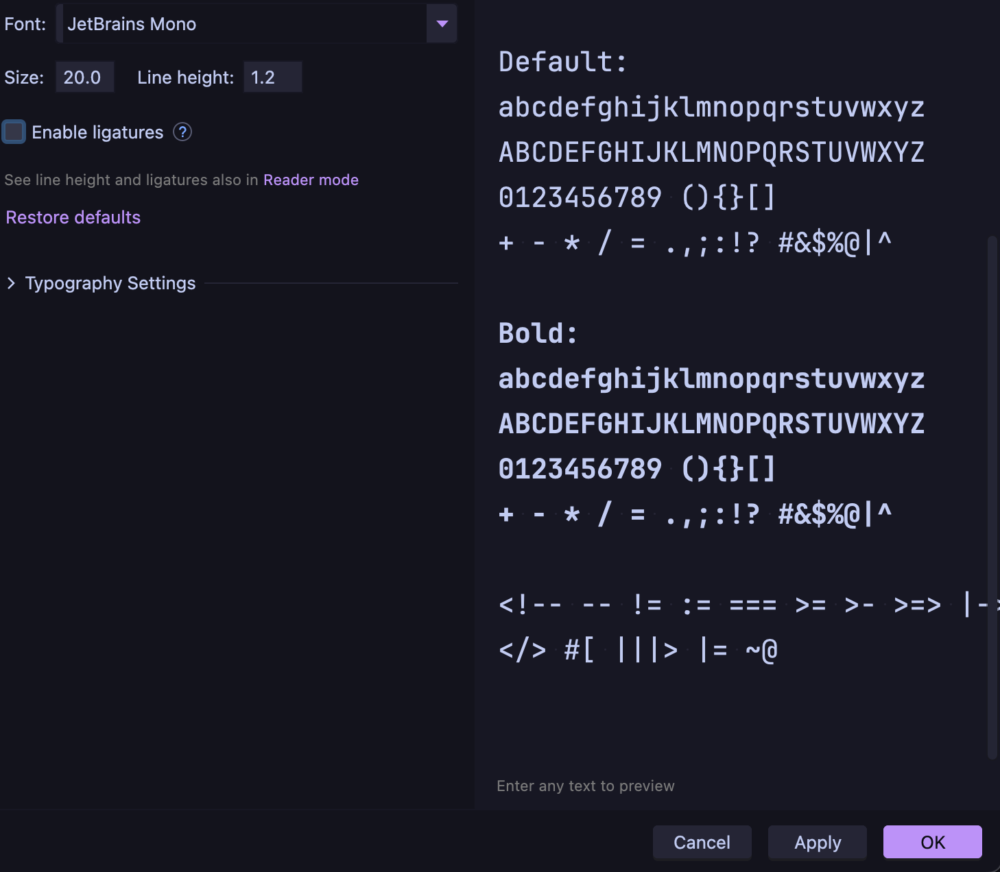 Font: JetBrains Mono
Size: 20.0 Line height: 1.2
Enable ligatures ?
See line height and ligatures also in Reader mode
Restore defaults
Typography Settings
Default:
abcdefghijklmnopqrstuvwxyz
ABCDEFGHIJKLMNOPQRSTUVWXYZ
0123456789 (){}[]
+ - * / = .,;:!? #&$%@|^
Bold:
abcdefghijklmnopqrstuvwxyz
ABCDEFGHIJKLMNOPQRSTUVWXYZ
0123456789 (){}[]
+ - * / = .,;:!? #&$%@|^
<!-- -- != := === >= >- >=> |->
</> #[ |||> |= ~@
Enter any text to preview
Cancel Apply OK